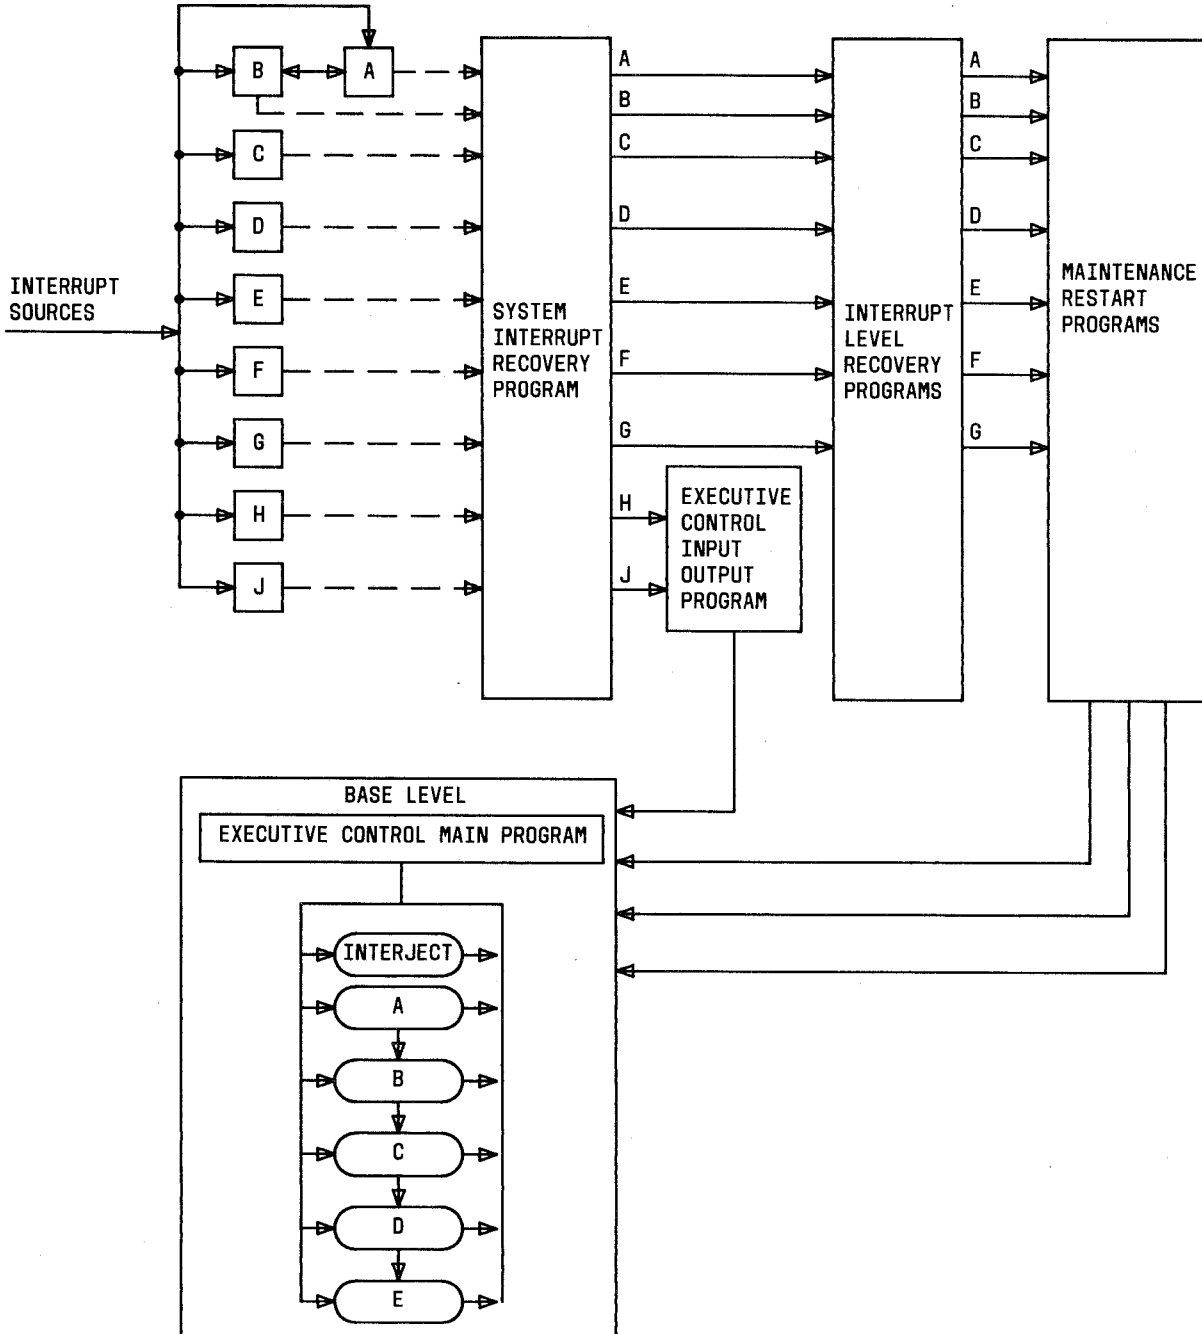 INTERRUPT
SOURCES
B
A
C
D
E
F
G
H
J
SYSTEM
INTERRUPT
RECOVERY
PROGRAM
A
B
C
D
E
F
G
H
J
EXECUTIVE
CONTROL
INPUT
OUTPUT
PROGRAM
INTERRUPT
LEVEL
RECOVERY
PROGRAMS
A
B
C
D
E
F
G
MAINTENANCE
RESTART
PROGRAMS
BASE LEVEL
EXECUTIVE CONTROL MAIN PROGRAM
INTERJECT
A
B
C
D
E